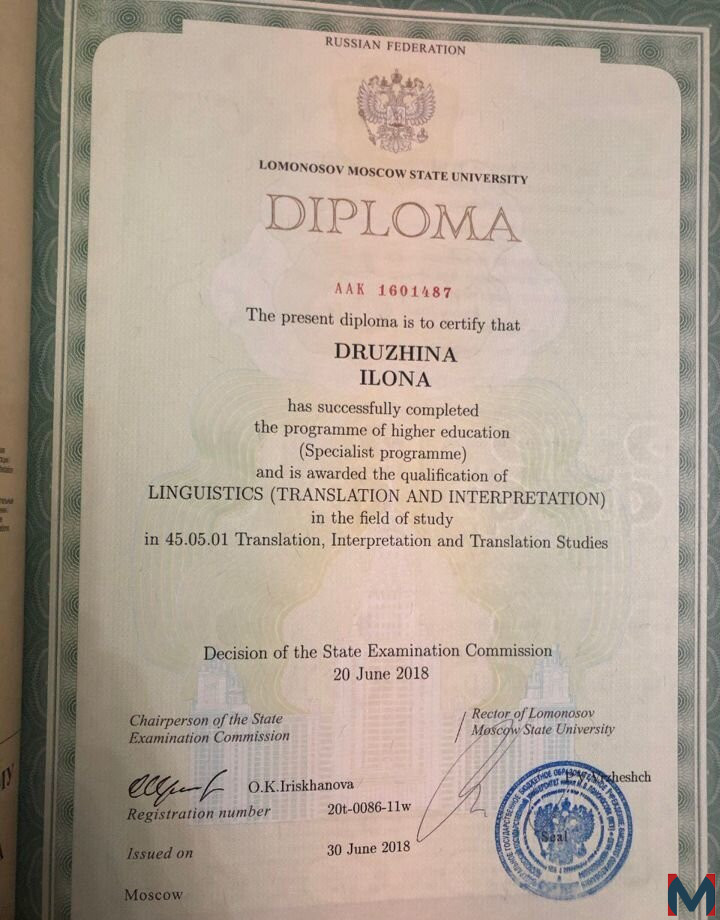 RUSSIAN FEDERATION
LOMONOSOV MOSCOW STATE UNIVERSITY
DIPLOMA
AAK 1601487
The present diploma is to certify that
DRUZHINA
ILONA
has successfully completed
the programme of higher education
(Specialist programme)
and is awarded the qualification of
LINGUISTICS (TRANSLATION AND INTERPRETATION)
in the field of study
in 45.05.01 Translation, Interpretation and Translation Studies
Decision of the State Examination Commission
20 June 2018
Chairperson of the State
Examination Commission
Rector of Lomonosov
Moscow State University
O.K.Iriskhanova
Registration number
20t-0086-11w
Seal
Issued on
30 June 2018
Moscow
M